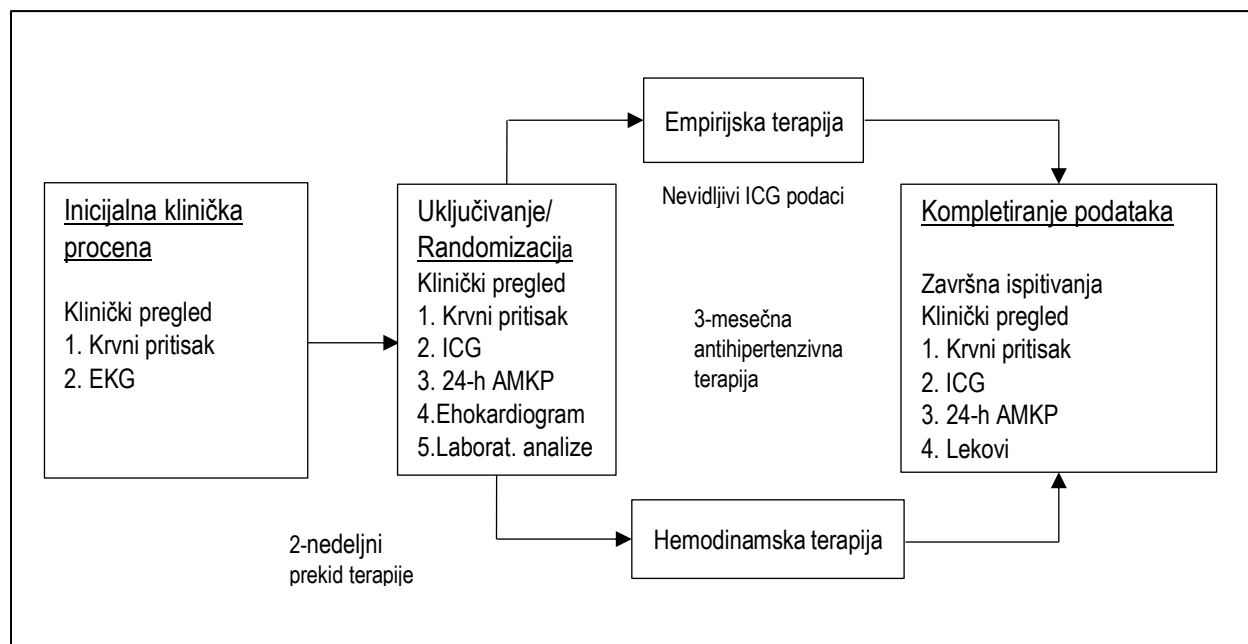 Inicijalna klinička
procena
Klinički pregled
1. Krvni pritisak
2. EKG
2-nedeljni
prekid terapije
Uključivanje/
Randomizacija
Klinički pregled
1. Krvni pritisak
2. ICG
3. 24-h AMKP
4.Ehokardiogram
5.Laborat. analize
Empirijska terapija
Nevidljivi ICG podaci
3-mesečna
antihipertenzivna
terapija
Hemodinamska terapija
Kompletiranje podataka
Završna ispitivanja
Klinički pregled
1. Krvni pritisak
2. ICG
3. 24-h AMKP
4. Lekovi